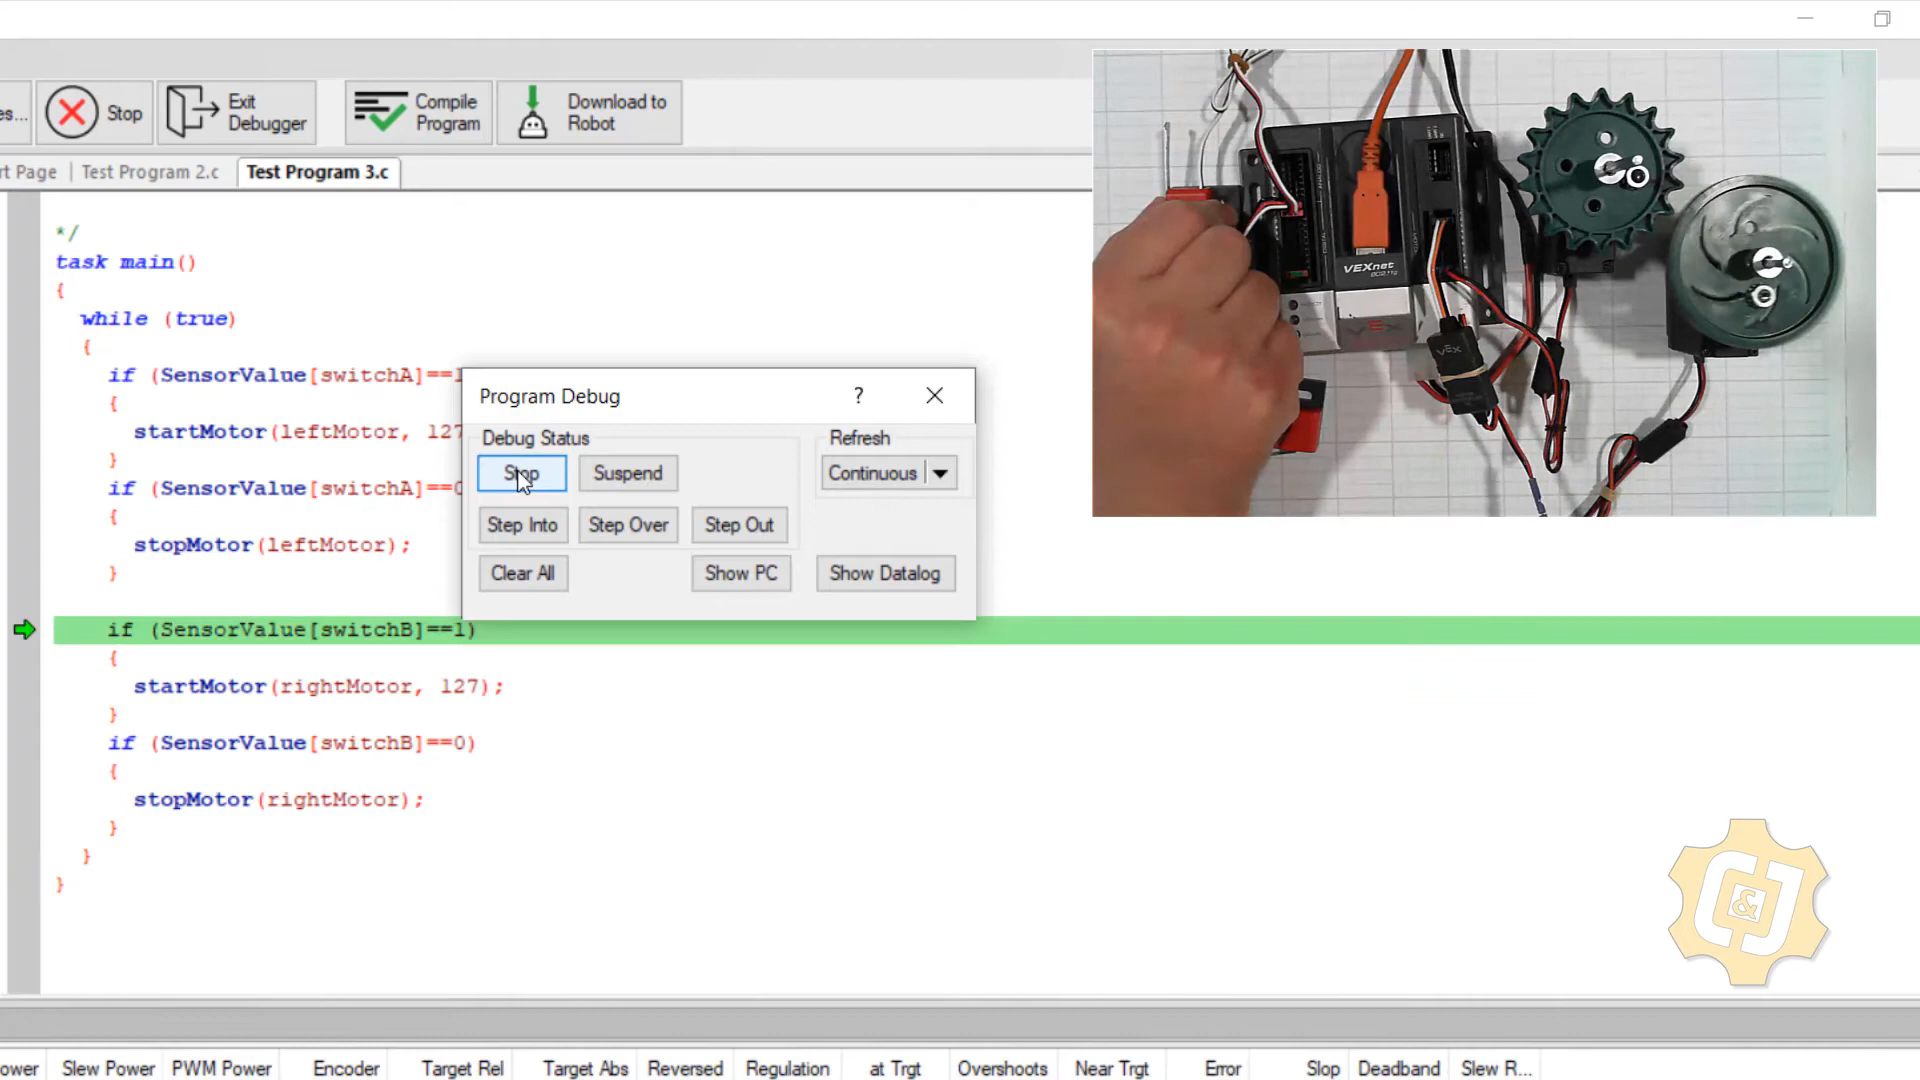 es...
Stop
Exit
Debugger
Compile
Program
Download to
Robot
rt Page
Test Program 2.c
Test Program 3.c
*/
task main()
{
while (true)
{
if (SensorValue[switchA]==1
{
startMotor(leftMotor, 127
}
if (SensorValue[switchA]==0
{
stopMotor(leftMotor);
}
if (SensorValue[switchB]==1)
{
startMotor(rightMotor, 127);
}
if (SensorValue[switchB]==0)
{
stopMotor(rightMotor);
}
}
}
Program Debug
?
Debug Status
Refresh
Stop
Suspend
Continuous
Step Into
Step Over
Step Out
Clear All
Show PC
Show Datalog
VEXnet
VEX
VEX
&
ower
Slew Power
PWM Power
Encoder
Target Rel
Target Abs
Reversed
Regulation
at Trgt
Overshoots
Near Trgt
Error
Slop
Deadband
Slew R...